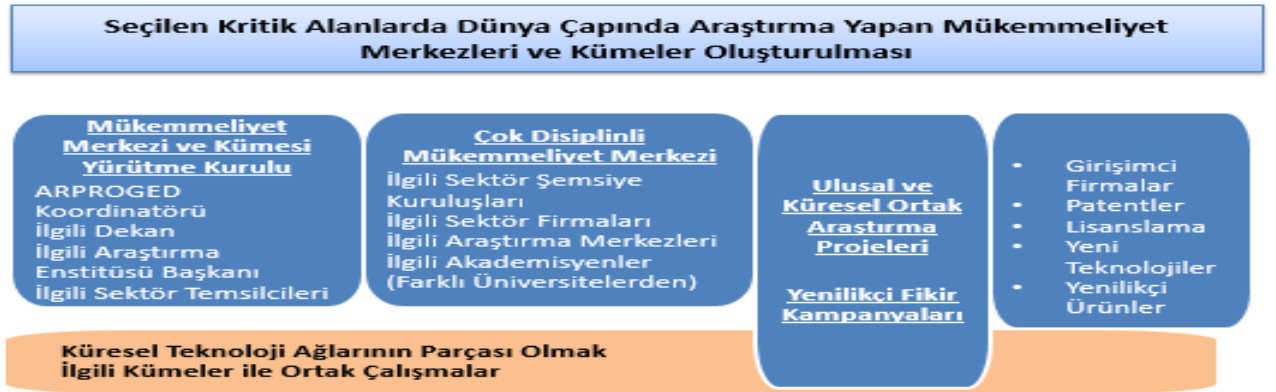 Seçilen Kritik Alanlarda Dünya Çapında Araştırma Yapan Mükemmeliyet
Merkezleri ve Kümeler Oluşturulması
Mükemmeliyet
Merkezi ve Kümesi
Yürütme Kurulu
ARPROGED
Koordinatörü
İlgili Dekan
İlgili Araştırma
Enstitüsü Başkanı
İlgili Sektör Temsilcileri
Çok Disiplinli
Mükemmeliyet Merkezi
İlgili Sektör Şemsiye
Kuruluşları
İlgili Sektör Firmaları
İlgili Araştırma Merkezleri
İlgili Akademisyenler
(Farklı Üniversitelerden)
Ulusal ve
Küresel Ortak
Araştırma
Projeleri
Yenilikçi Fikir
Kampanyaları
• Girişimci
Firmalar
• Patentler
• Lisanslama
• Yeni
Teknolojiler
• Yenilikçi
Ürünler
Küresel Teknoloji Ağlarının Parçası Olmak
İlgili Kümeler ile Ortak Çalışmalar